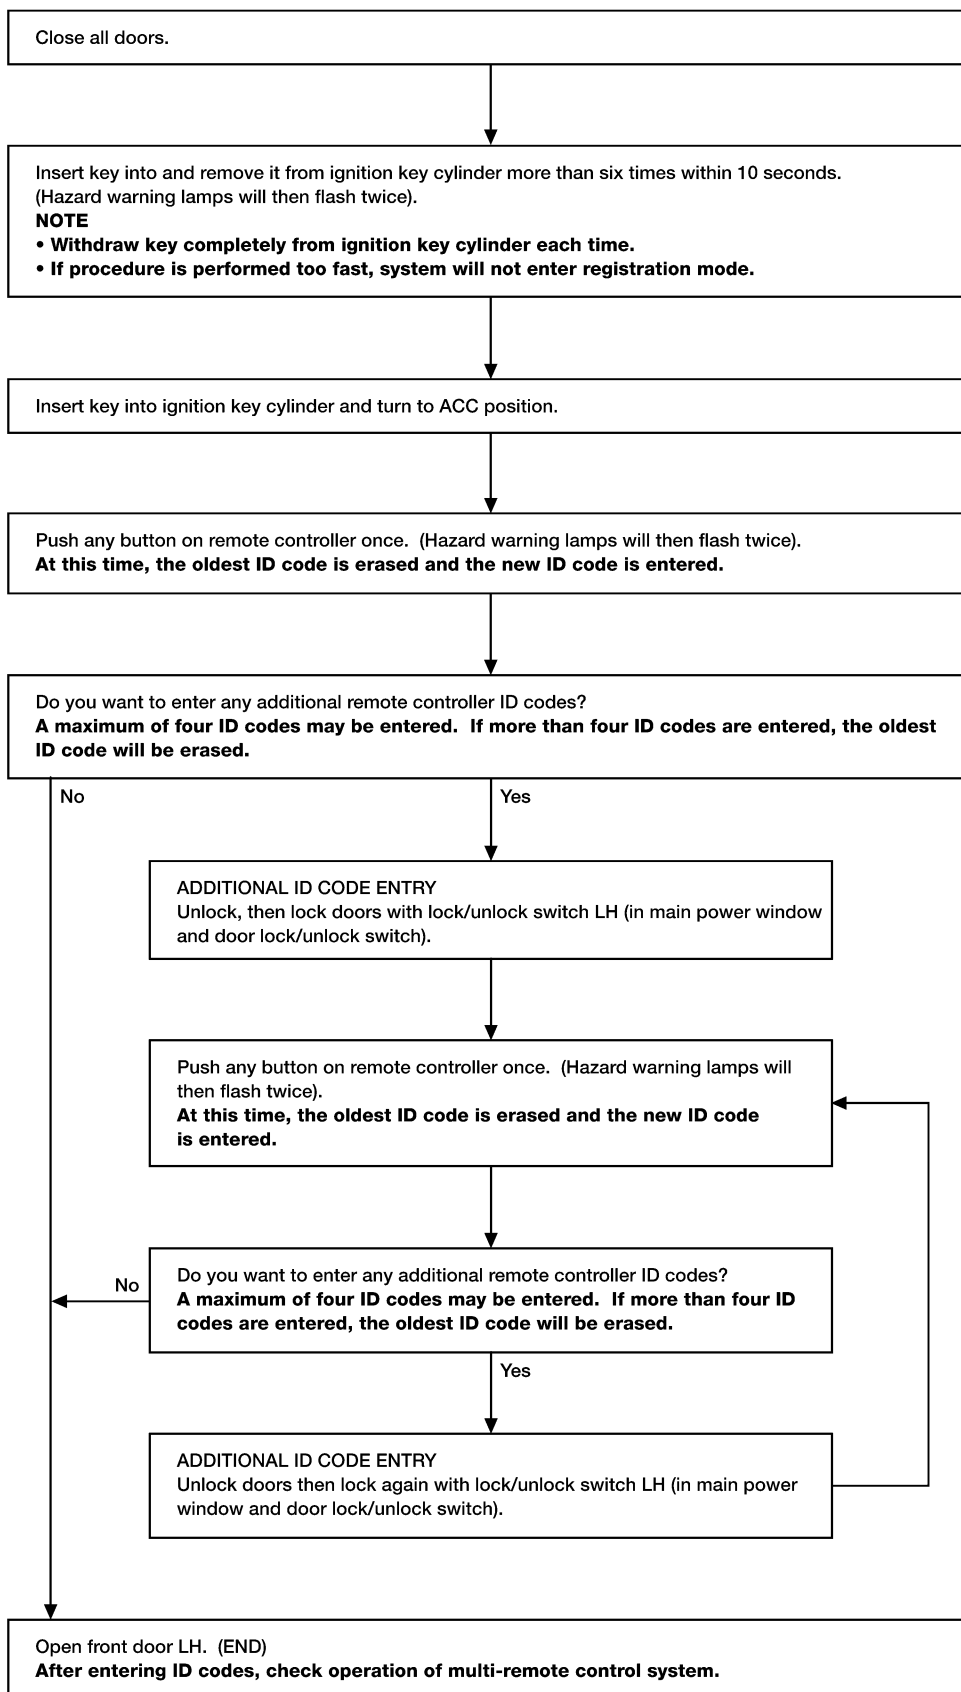 Close all doors.
Insert key into and remove it from ignition key cylinder more than six times within 10 seconds.
(Hazard warning lamps will then flash twice).
NOTE
• Withdraw key completely from ignition key cylinder each time.
• If procedure is performed too fast, system will not enter registration mode.
Insert key into ignition key cylinder and turn to ACC position.
Push any button on remote controller once.  (Hazard warning lamps will then flash twice).
At this time, the oldest ID code is erased and the new ID code is entered.
Do you want to enter any additional remote controller ID codes?
A maximum of four ID codes may be entered.  If more than four ID codes are entered, the oldest
ID code will be erased.
No
Yes
ADDITIONAL ID CODE ENTRY
Unlock, then lock doors with lock/unlock switch LH (in main power window
and door lock/unlock switch).
Push any button on remote controller once.  (Hazard warning lamps will
then flash twice).
At this time, the oldest ID code is erased and the new ID code
is entered.
Do you want to enter any additional remote controller ID codes?
A maximum of four ID codes may be entered.  If more than four ID
codes are entered, the oldest ID code will be erased.
No
Yes
ADDITIONAL ID CODE ENTRY
Unlock doors then lock again with lock/unlock switch LH (in main power
window and door lock/unlock switch).
Open front door LH.  (END)
After entering ID codes, check operation of multi-remote control system.